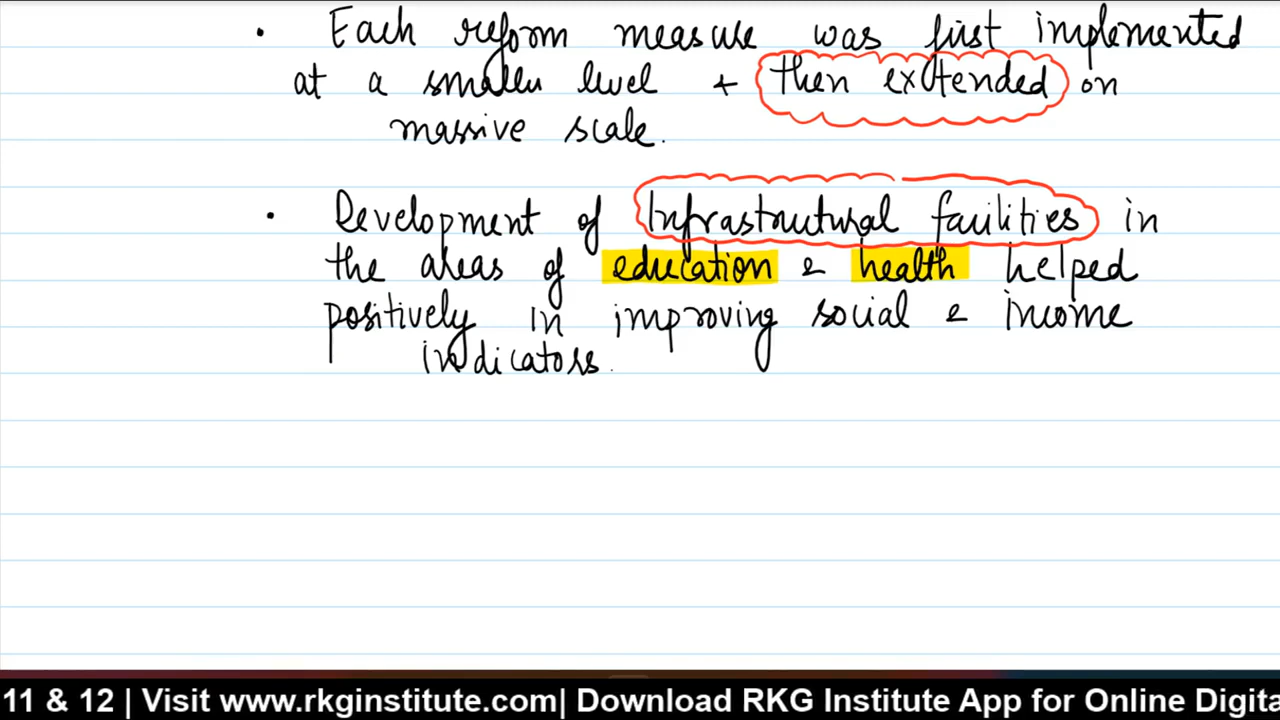 • Each reform measure was first implemented
at a smaller level + then extended on
massive scale.
• Development of Infrastructural facilities in
the areas of education & health helped
positively in improving social & income
indicators.
11 & 12 | Visit www.rkginstitute.com| Download RKG Institute App for Online Digita